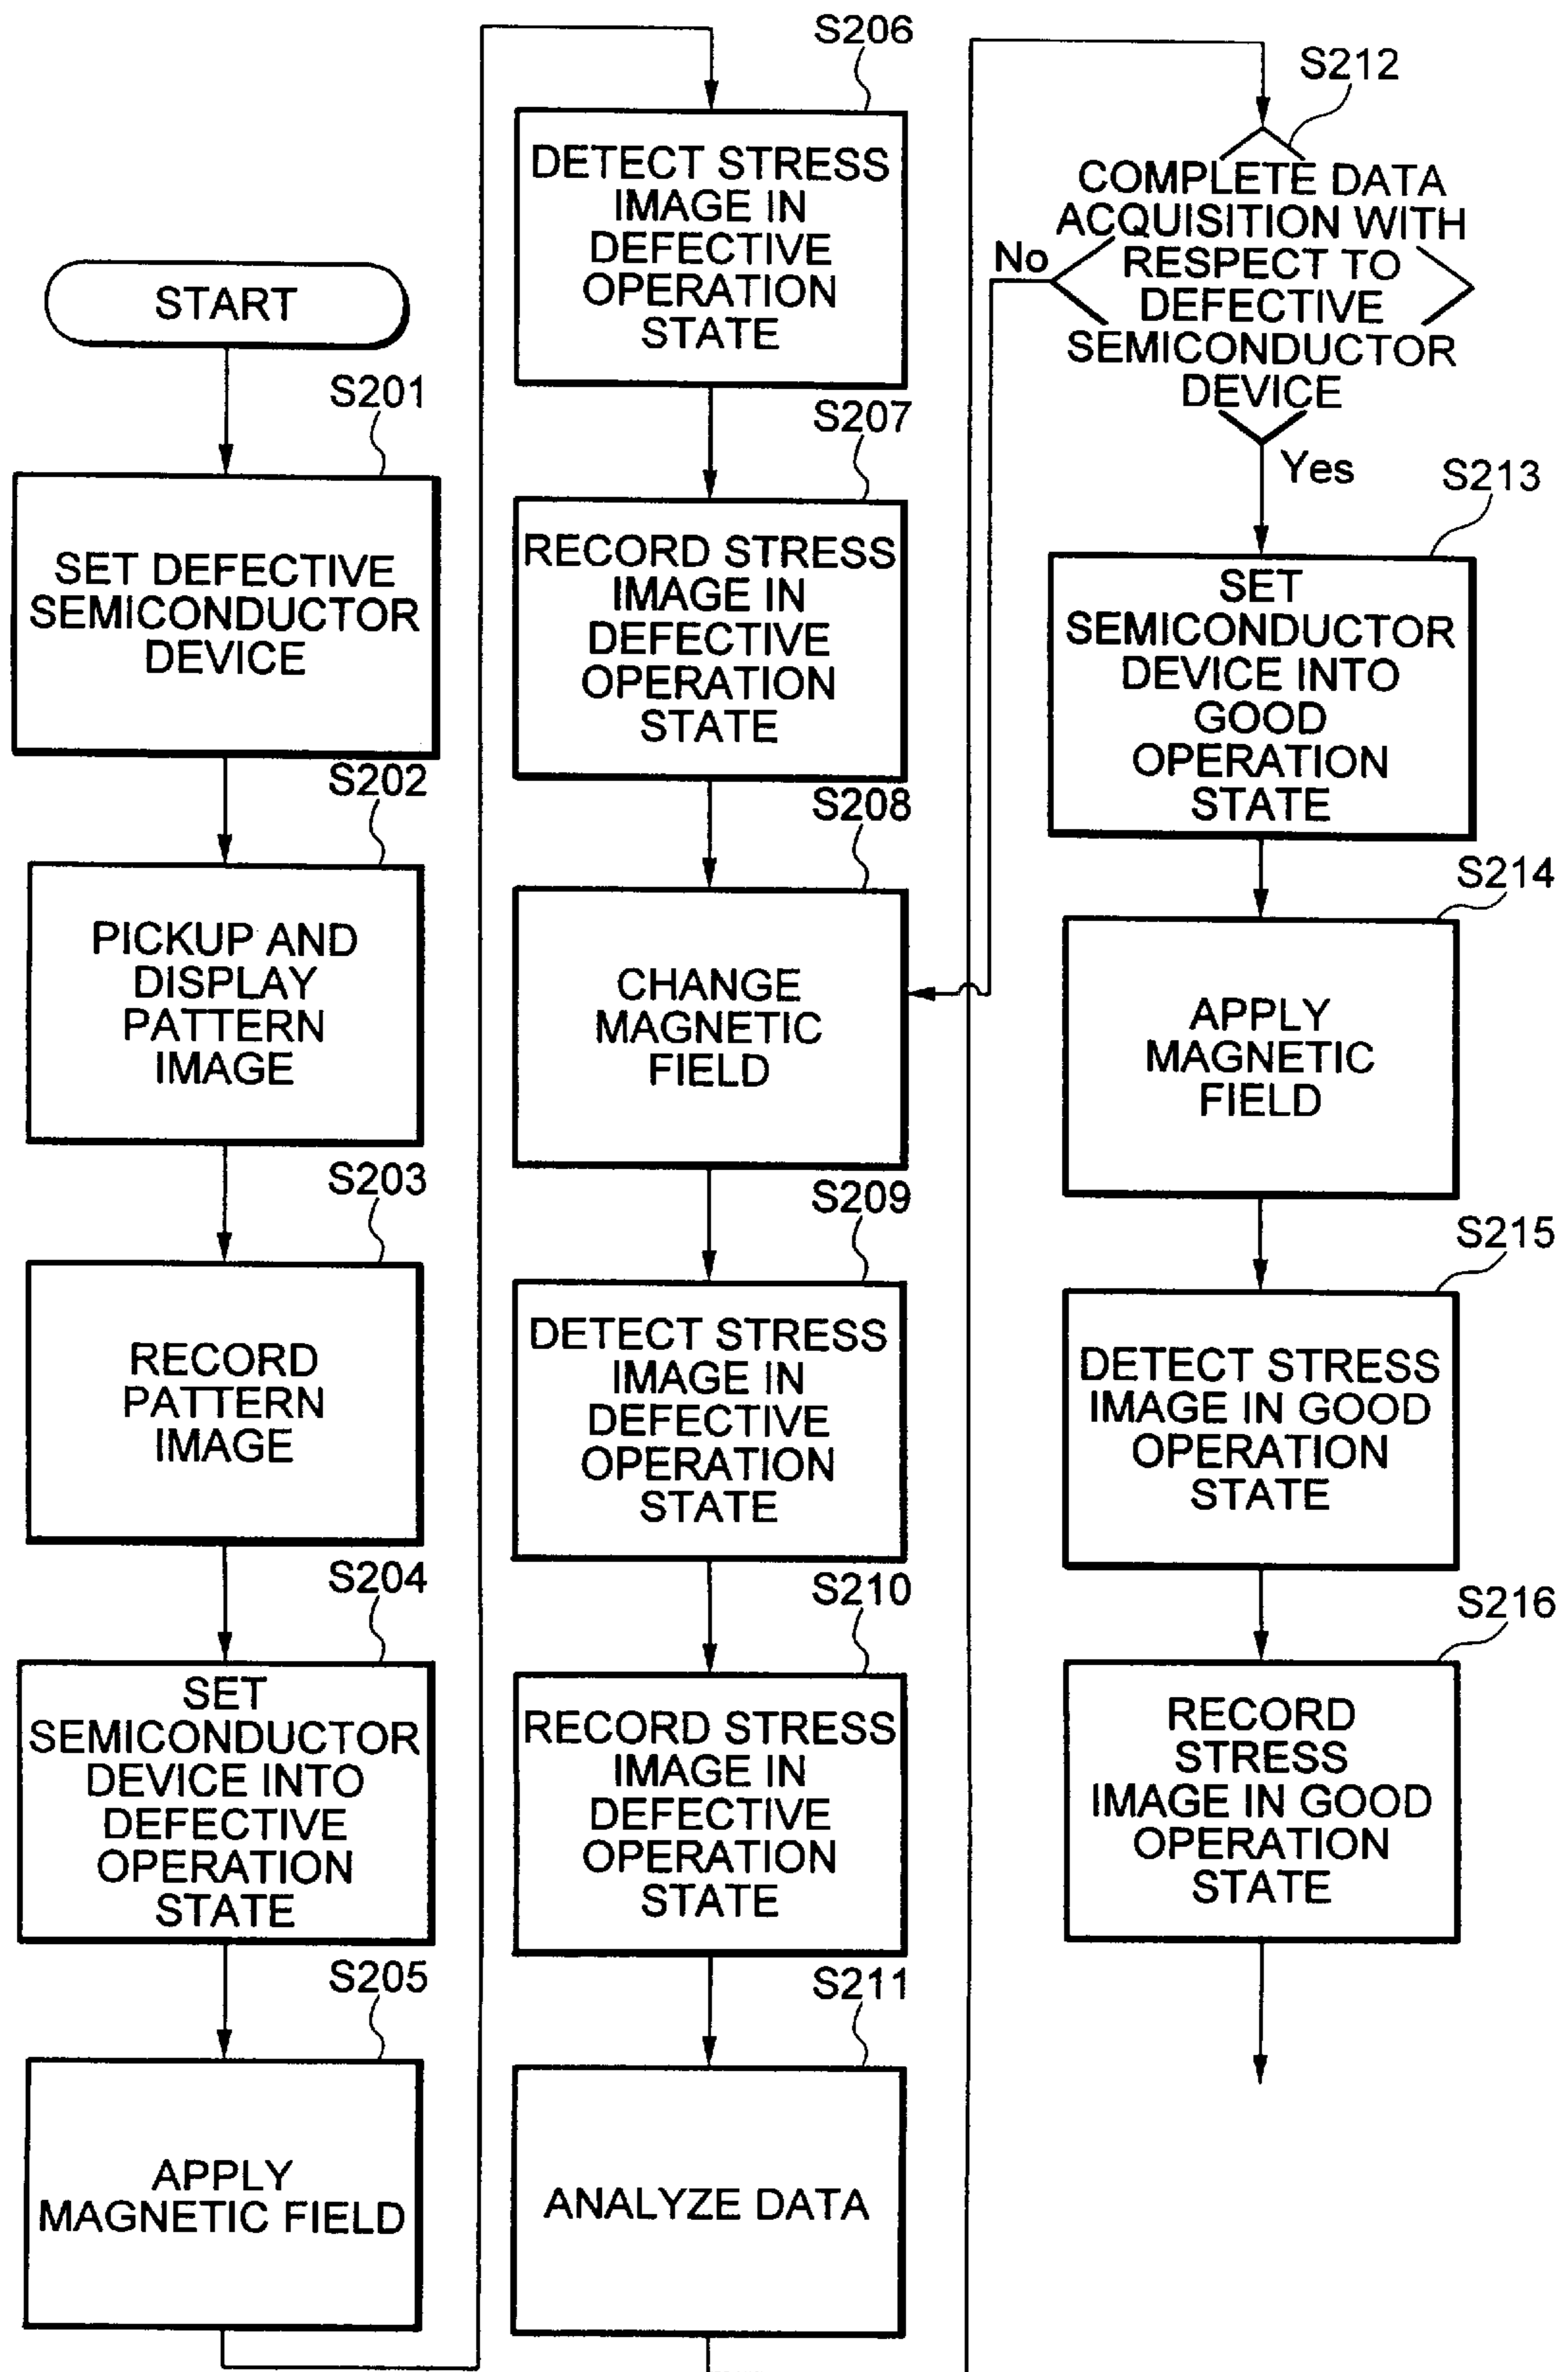 START
S201
SET DEFECTIVE
SEMICONDUCTOR
DEVICE
S202
PICKUP AND
DISPLAY
PATTERN
IMAGE
S203
RECORD
PATTERN
IMAGE
S204
SET
SEMICONDUCTOR
DEVICE INTO
DEFECTIVE
OPERATION
STATE
S205
APPLY
MAGNETIC FIELD
S206
DETECT STRESS
IMAGE IN
DEFECTIVE
OPERATION
STATE
S207
RECORD STRESS
IMAGE IN
DEFECTIVE
OPERATION
STATE
S208
CHANGE
MAGNETIC
FIELD
S209
DETECT STRESS
IMAGE IN
DEFECTIVE
OPERATION
STATE
S210
RECORD STRESS
IMAGE IN
DEFECTIVE
OPERATION
STATE
S211
ANALYZE DATA
S212
COMPLETE DATA
ACQUISITION WITH
RESPECT TO
DEFECTIVE
SEMICONDUCTOR
DEVICE
No
Yes
S213
SET
SEMICONDUCTOR
DEVICE INTO
GOOD
OPERATION
STATE
S214
APPLY
MAGNETIC
FIELD
S215
DETECT STRESS
IMAGE IN GOOD
OPERATION
STATE
S216
RECORD
STRESS
IMAGE IN GOOD
OPERATION
STATE